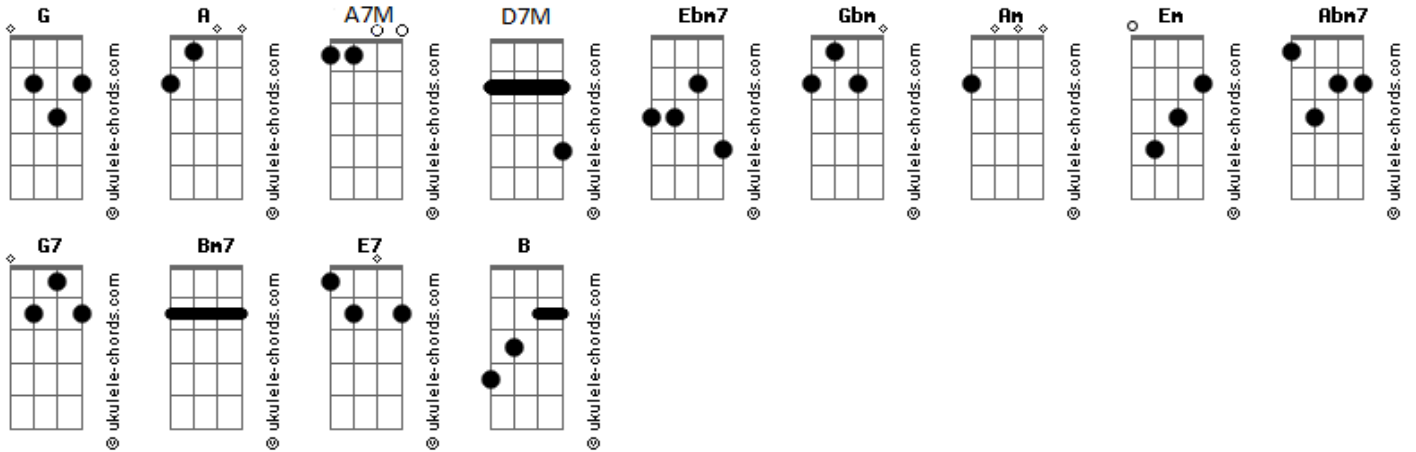 G A A7M D7M Ebm7 Gbm Am Em Abm7
© ukulele-chords.com © ukulele-chords.com © ukulele-chords.com © ukulele-chords.com © ukulele-chords.com © ukulele-chords.com © ukulele-chords.com © ukulele-chords.com © ukulele-chords.com
G7 Bm7 E7 B
© ukulele-chords.com © ukulele-chords.com © ukulele-chords.com © ukulele-chords.com